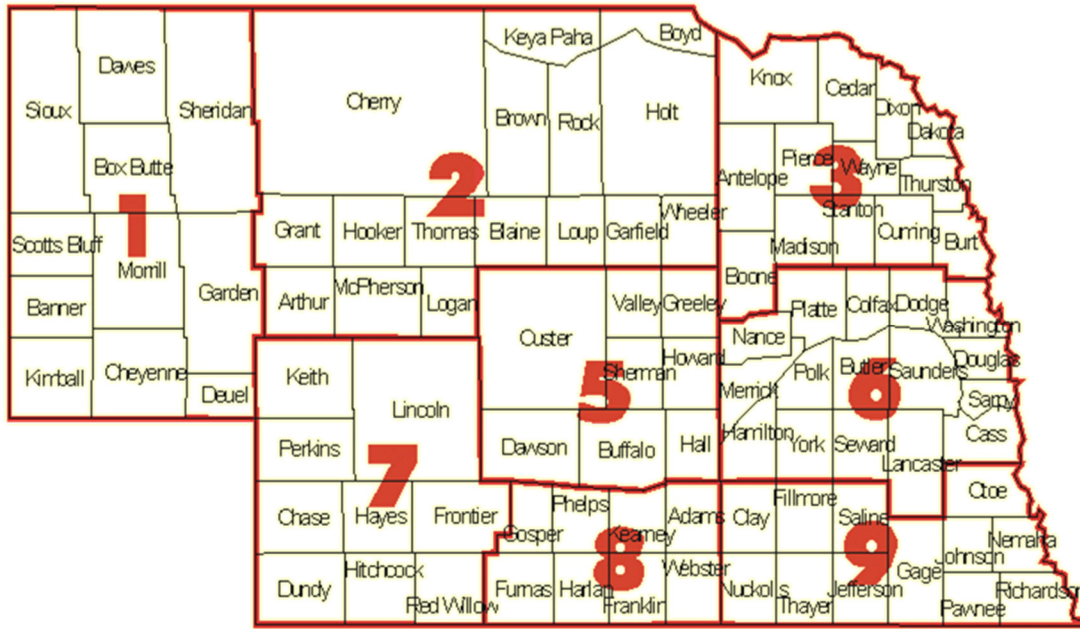 Keya Paha
Boyd
Dawes
Knox
Cedar
Sioux
Sheridan
Cherry
Brown
Rock
Holt
Dixon
Dakota
Box Butte
Pierce
Wayne
Antelope
Thurston
1
2
3
Scotts Bluff
Morrill
Grant
Hooker
Thomas
Blaine
Loup
Garfield
Wheeler
Stanton
Madison
Cuming
Burt
Banner
Garden
Arthur
McPherson
Logan
Valley
Greeley
Boone
Platte
Colfax
Dodge
Washington
Custer
Nance
Kimball
Cheyenne
Deuel
Keith
Lincoln
Sherman
Howard
Merrick
Polk
Butler
Saunders
Douglas
Sarpy
5
6
Perkins
Dawson
Buffalo
Hall
Hamilton
York
Seward
Lancaster
Cass
7
Otoe
Chase
Hayes
Frontier
Gosper
Phelps
Kearney
Adams
Clay
Fillmore
Saline
8
9
Johnson
Nemaha
Dundy
Hitchcock
Red Willow
Furnas
Harlan
Franklin
Webster
Nuckolls
Thayer
Jefferson
Gage
Pawnee
Richardson